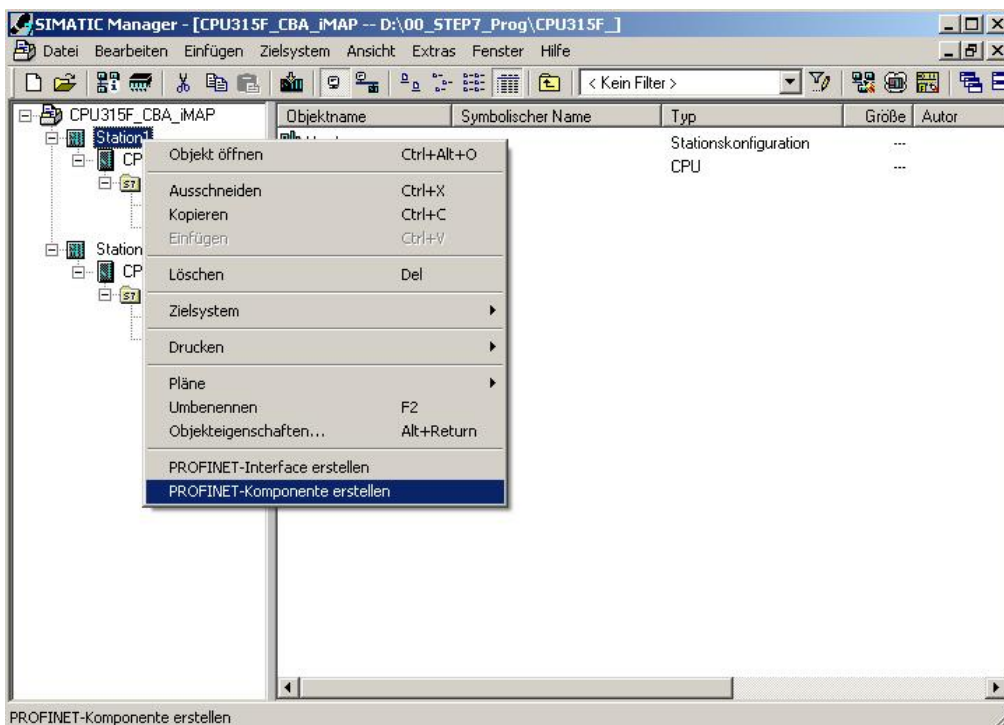 SIMATIC Manager - [CPU315F_CBA_iMAP -- D:\00_STEP7_Prog\CPU315F_]
Datei Bearbeiten Einfügen Zielsystem Ansicht Extras Fenster Hilfe
< Kein Filter >
CPU315F_CBA_iMAP
Station1
CP
S7
Station
CP
S7
Objektname Symbolischer Name Typ Größe Autor
Stationskonfiguration ---
CPU ---
Objekt öffnen Ctrl+Alt+O
Ausschneiden Ctrl+X
Kopieren Ctrl+C
Einfügen Ctrl+V
Löschen Del
Zielsystem
Drucken
Pläne
Umbenennen F2
Objekteigenschaften... Alt+Return
PROFINET-Interface erstellen
PROFINET-Komponente erstellen
PROFINET-Komponente erstellen